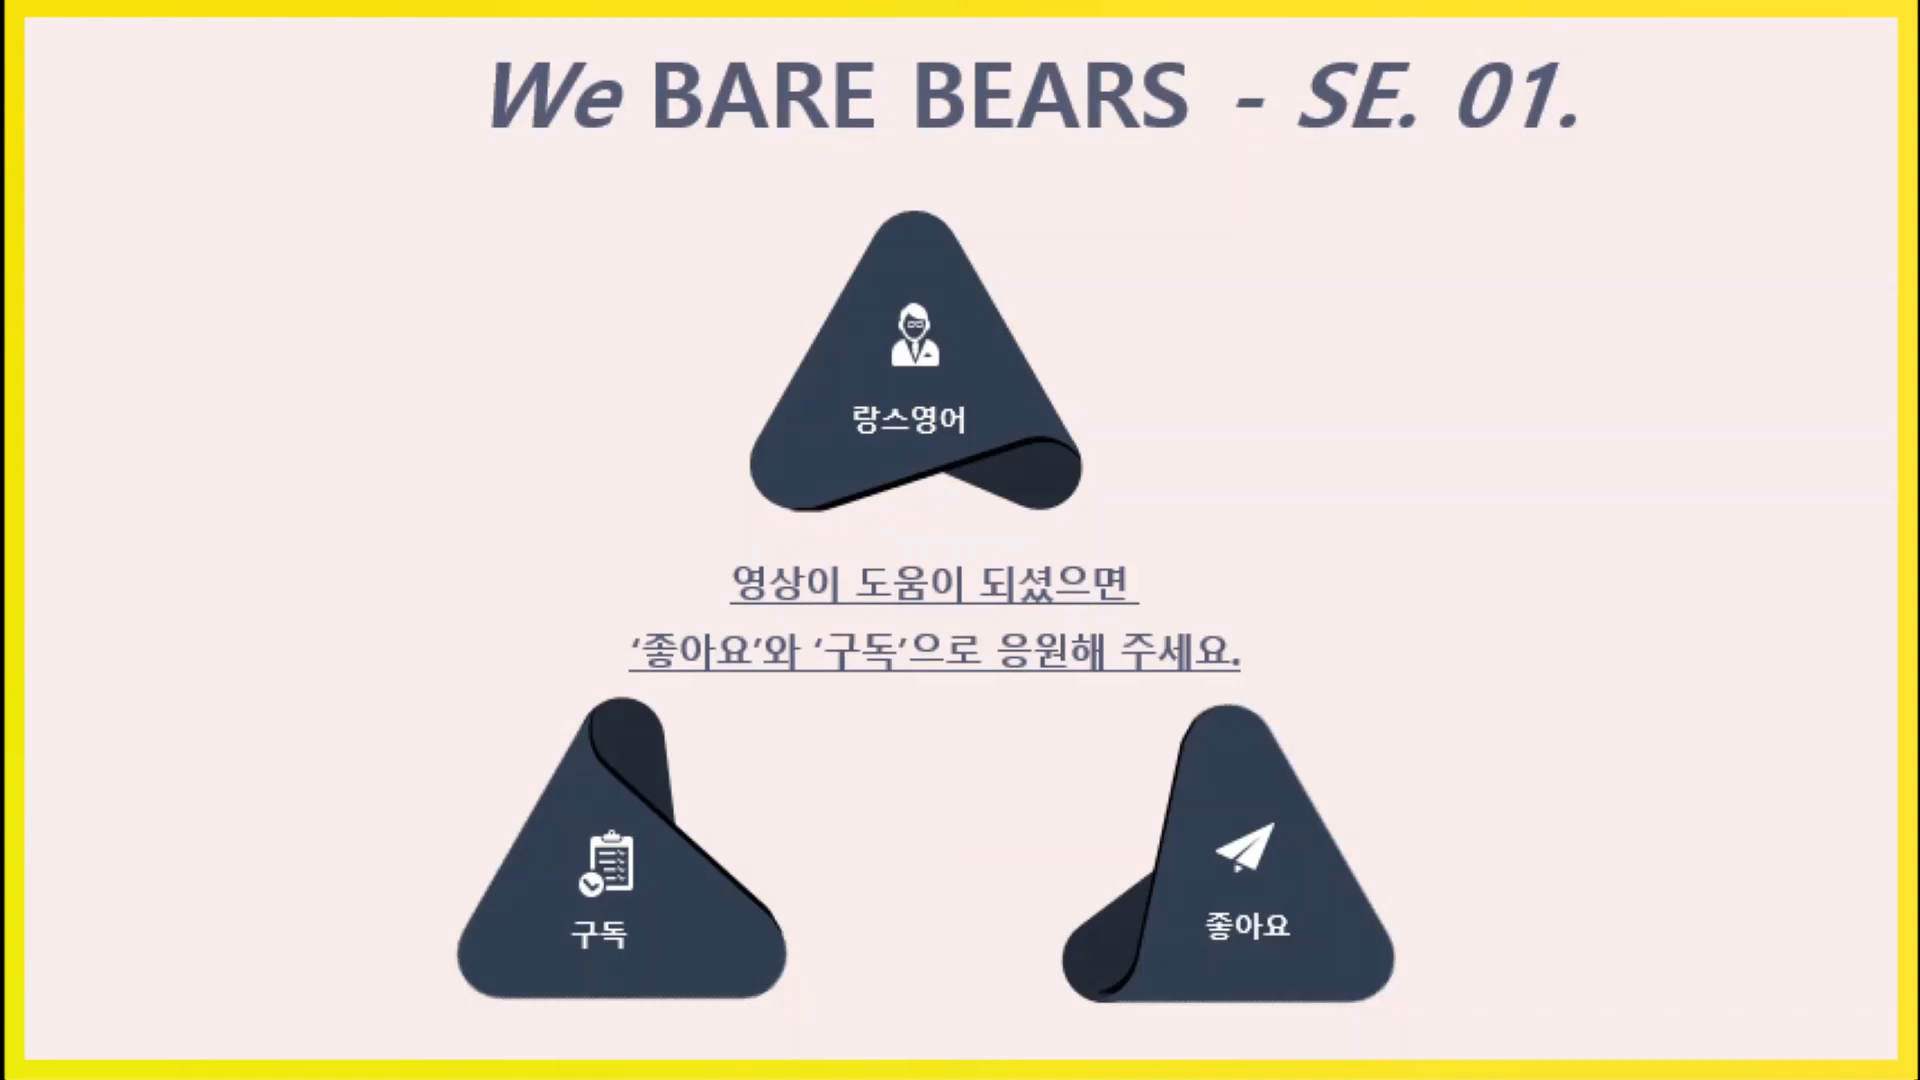 We BARE BEARS - SE. 01.
랑스영어
영상이 도움이 되셨으면
‘좋아요’와 ‘구독’으로 응원해 주세요.
구독
좋아요